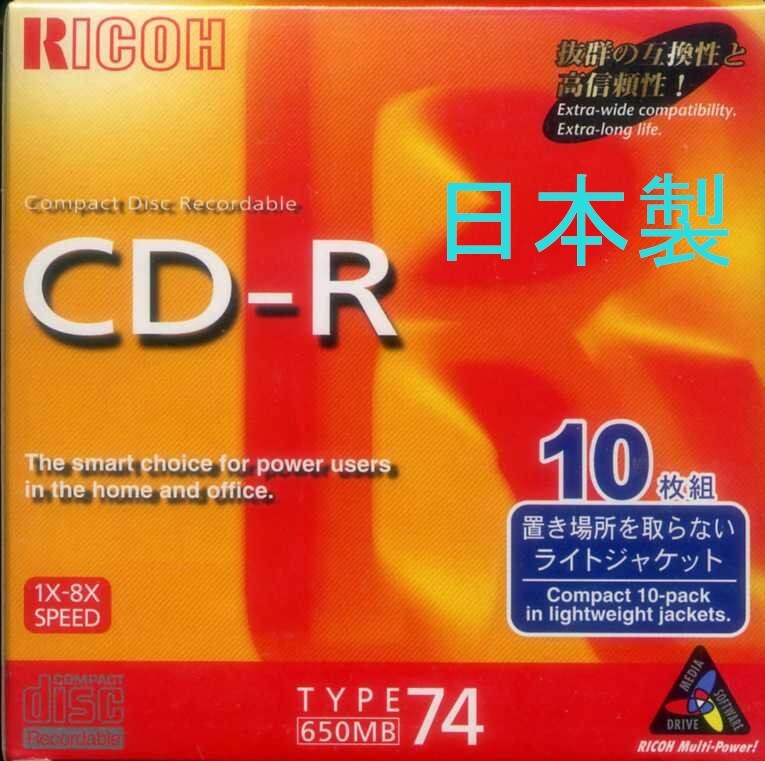 RICOH
抜群の互換性と
高信頼性！
Extra-wide compatibility.
Extra-long life.
Compact Disc Recordable
日本製
CD-R
The smart choice for power users
in the home and office.
10枚組
置き場所を取らない
ライトジャケット
Compact 10-pack
in lightweight jackets.
1X-8X
SPEED
COMPACT
disc
Recordable
TYPE 74
650MB
MEDIA
SOFTWARE
DRIVE
RICOH Multi-Power!